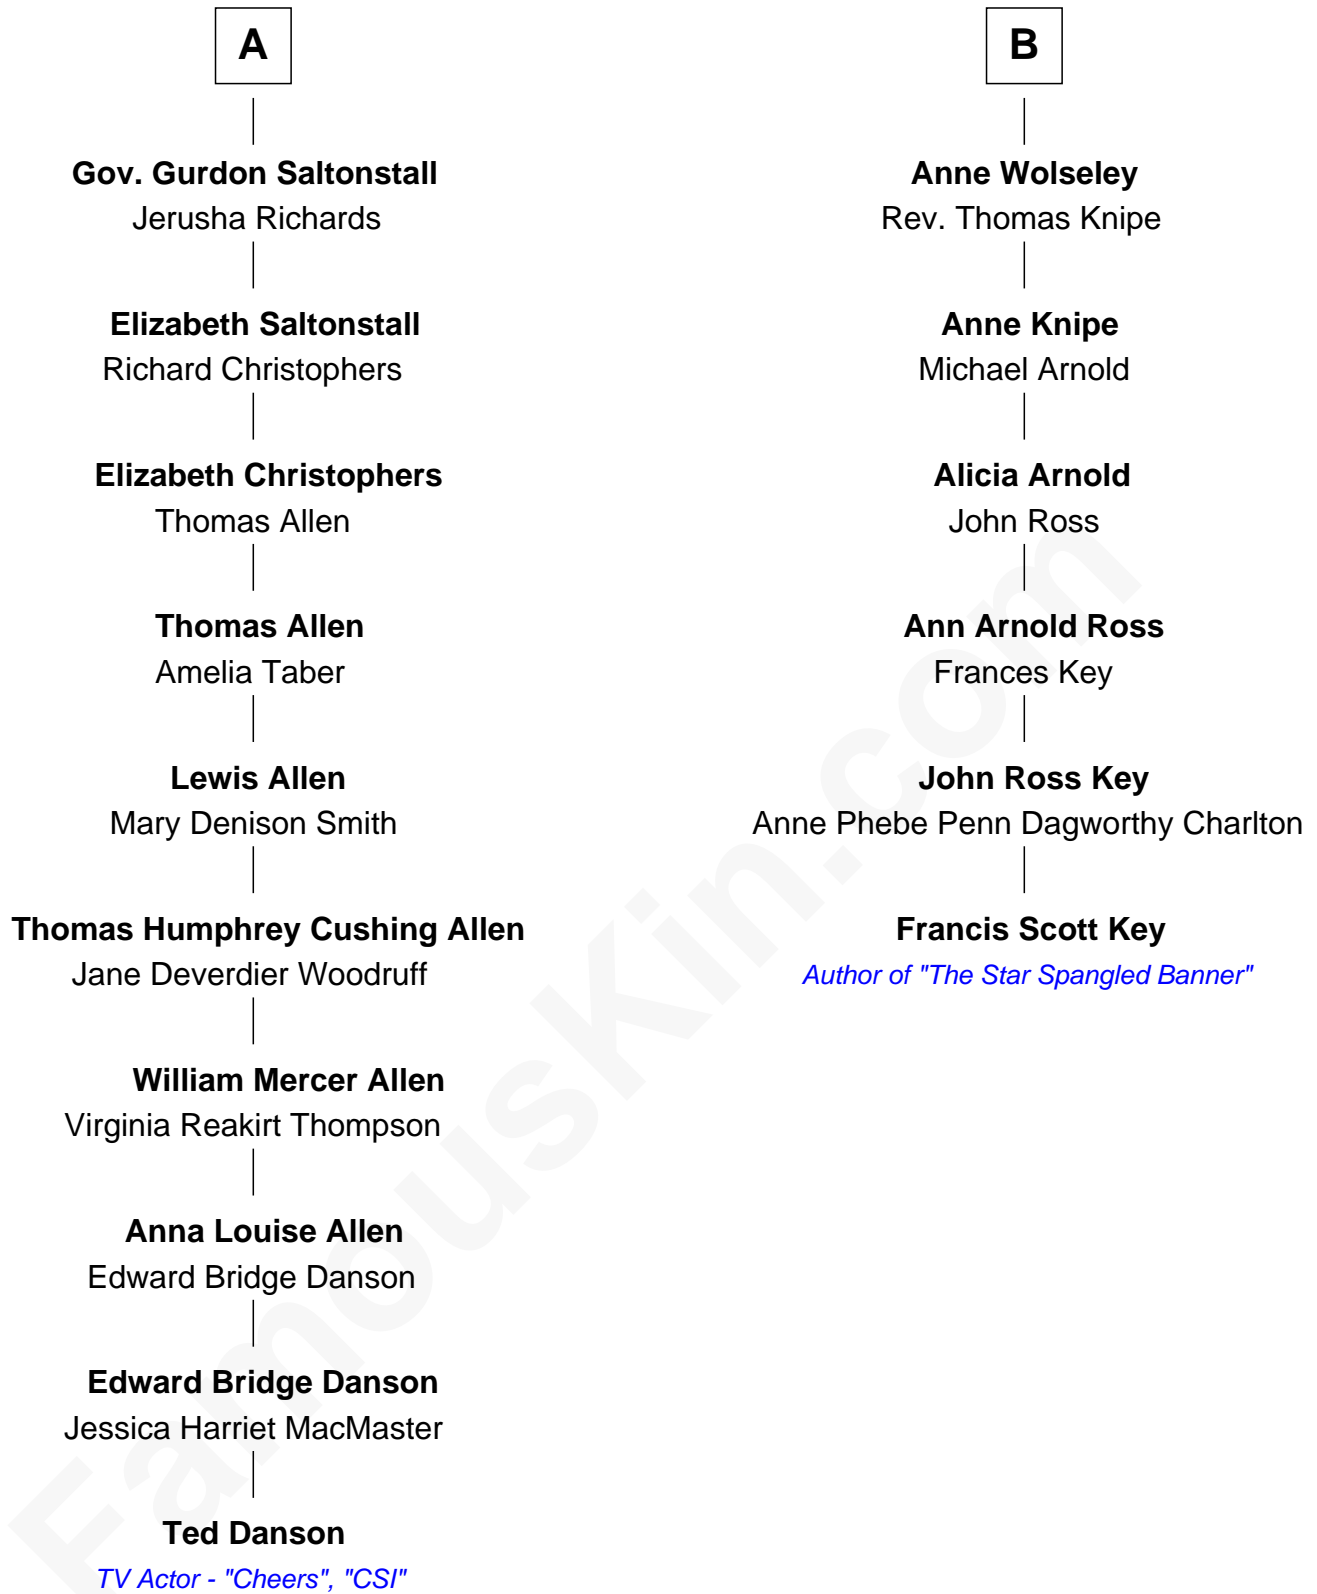 A
Gov. Gurdon Saltonstall
Jerusha Richards
Elizabeth Saltonstall
Richard Christophers
Elizabeth Christophers
Thomas Allen
Thomas Allen
Amelia Taber
Lewis Allen
Mary Denison Smith
Thomas Humphrey Cushing Allen
Jane Deverdier Woodruff
William Mercer Allen
Virginia Reakirt Thompson
Anna Louise Allen
Edward Bridge Danson
Edward Bridge Danson
Jessica Harriet MacMaster
Ted Danson
TV Actor - "Cheers", "CSI"
B
Anne Wolseley
Rev. Thomas Knipe
Anne Knipe
Michael Arnold
Alicia Arnold
John Ross
Ann Arnold Ross
Frances Key
John Ross Key
Anne Phebe Penn Dagworthy Charlton
Francis Scott Key
Author of "The Star Spangled Banner"
FamousKin.com